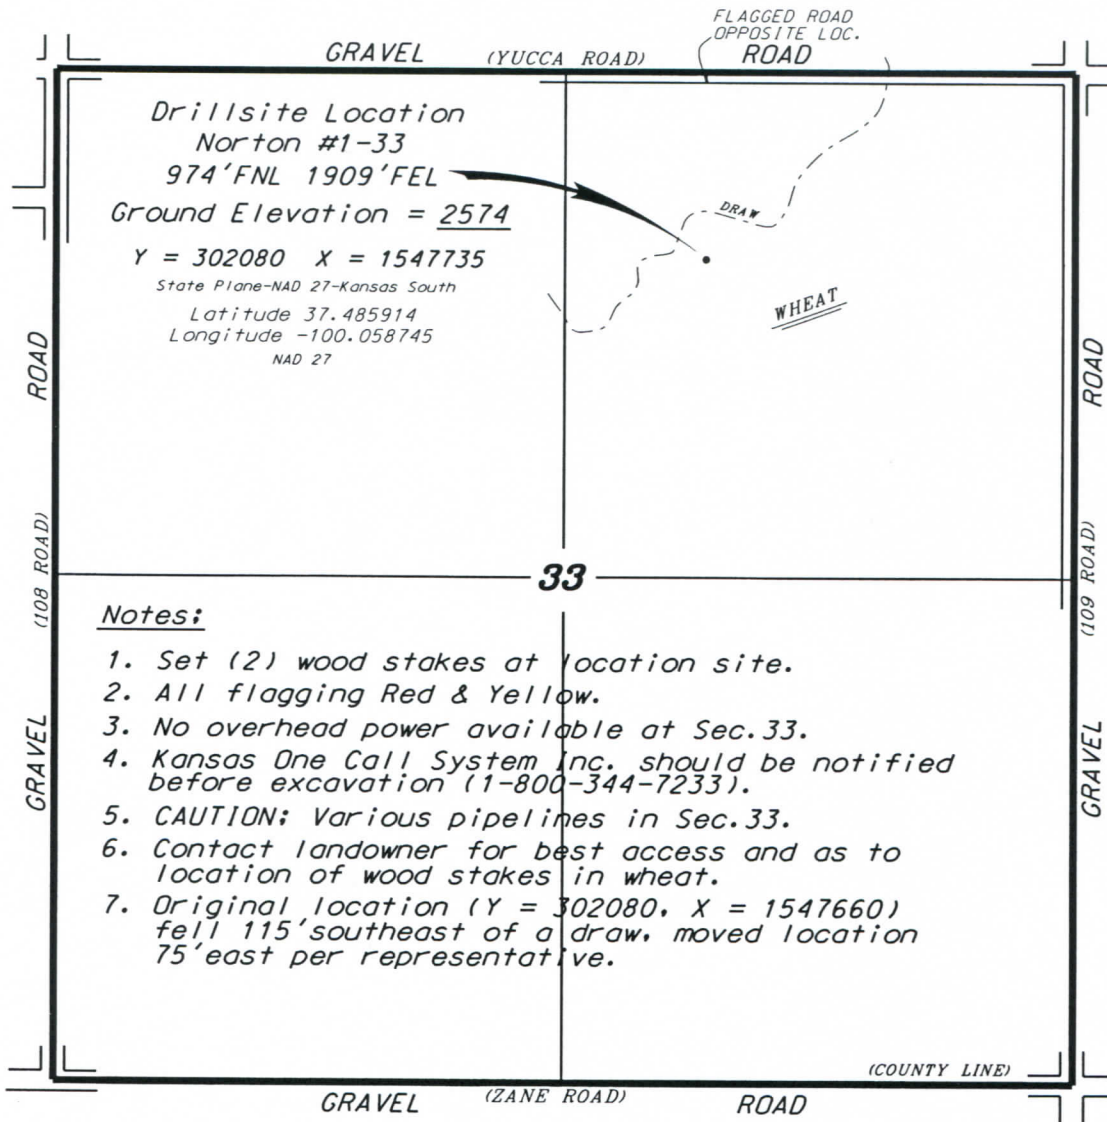 FLAGGED ROAD
OPPOSITE LOC.
GRAVEL (YUCCA ROAD) ROAD
Drillsite Location
Norton #1-33
974'FNL 1909'FEL
Ground Elevation = 2574
Y = 302080 X = 1547735
State Plane-NAD 27-Kansas South
Latitude 37.485914
Longitude -100.058745
NAD 27
DRAW
WHEAT
ROAD
(108 ROAD)
GRAVEL
ROAD
(109 ROAD)
GRAVEL
33
Notes:
1. Set (2) wood stakes at location site.
2. All flagging Red & Yellow.
3. No overhead power available at Sec.33.
4. Kansas One Call System Inc. should be notified
before excavation (1-800-344-7233).
5. CAUTION: Various pipelines in Sec.33.
6. Contact landowner for best access and as to
location of wood stakes in wheat.
7. Original location (Y = 302080, X = 1547660)
fell 115'southeast of a draw, moved location
75'east per representative.
(COUNTY LINE)
GRAVEL (ZANE ROAD) ROAD